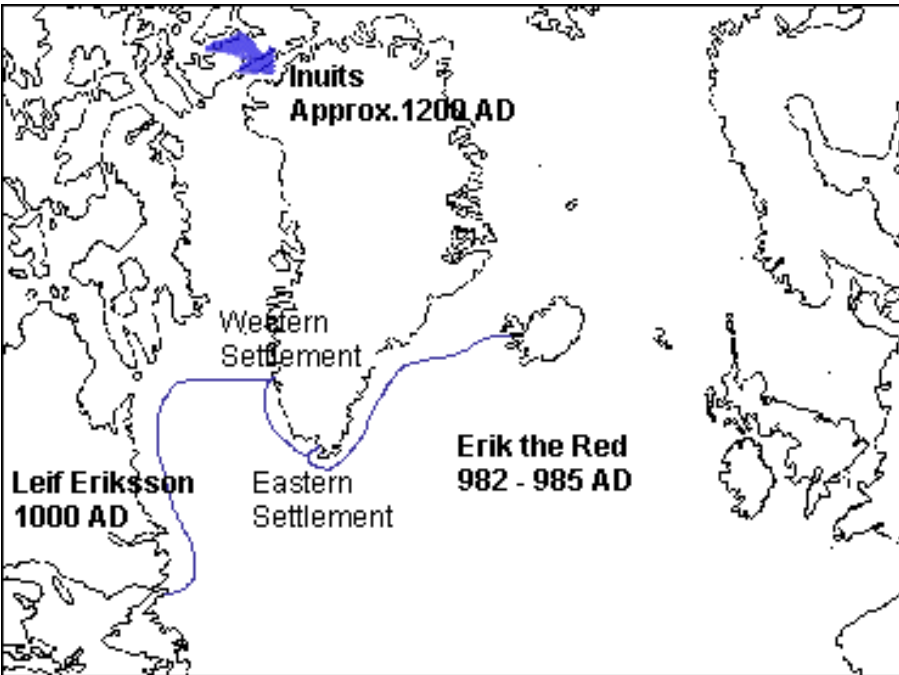 Inuits
Approx.1200 AD
Western
Settlement
Erik the Red
982 - 985 AD
Leif Eriksson
1000 AD
Eastern
Settlement